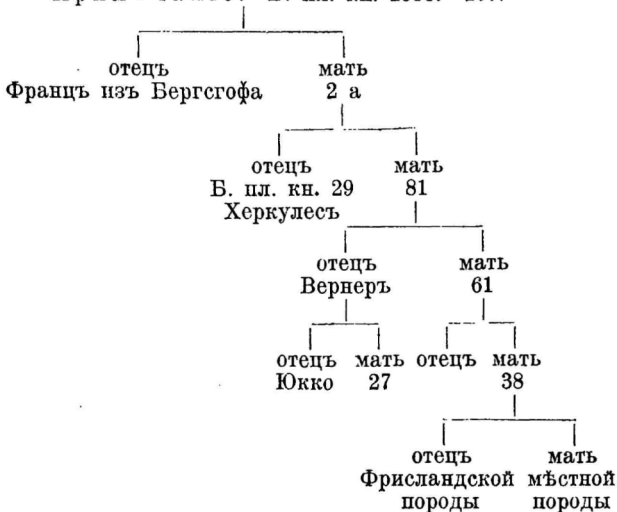 отецъ мать
Францъ изъ Бергсгофа 2 а
отецъ мать
Б. пл. кн. 29 81
Херкулесъ
отецъ мать
Вернеръ 61
отецъ мать отецъ мать
Юкко 27 38
отецъ мать
Фрисландской мѣстной
породы породы